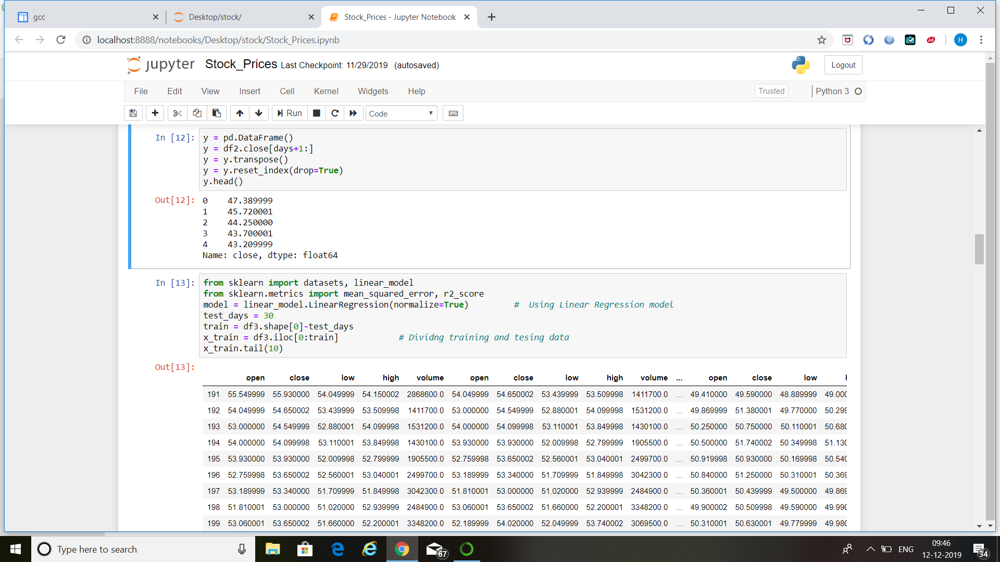 gcc
Desktop/stock/
Stock_Prices - Jupyter Notebook
localhost:8888/notebooks/Desktop/stock/Stock_Prices.ipynb
Ask
H
jupyter Stock_Prices Last Checkpoint: 11/29/2019 (autosaved)
Logout
File Edit View Insert Cell Kernel Widgets Help
Trusted
Python 3
Run
Code
In [12]:
y = pd.DataFrame()
y = df2.close[days+1:]
y = y.transpose()
y = y.reset_index(drop=True)
y.head()
Out[12]:
0 47.389999
1 45.720001
2 44.250000
3 43.700001
4 43.209999
Name: close, dtype: float64
In [13]:
from sklearn import datasets, linear_model
from sklearn.metrics import mean_squared_error, r2_score
model = linear_model.LinearRegression(normalize=True) # Using Linear Regression model
test_days = 30
train = df3.shape[0]-test_days
x_train = df3.iloc[0:train] # Dividng training and tesing data
x_train.tail(10)
Out[13]:
open close low high volume open close low high volume ... open close low
191 55.549999 55.930000 54.049999 54.150002 2868600.0 54.049999 54.650002 53.439999 53.509998 1411700.0 ... 49.410000 49.590000 48.889999 49.000
192 54.049999 54.650002 53.439999 53.509998 1411700.0 53.000000 54.549999 52.880001 54.099998 1531200.0 ... 49.869999 51.380001 49.770000 50.299
193 53.000000 54.549999 52.880001 54.099998 1531200.0 54.000000 54.099998 53.110001 53.849998 1430100.0 ... 50.250000 50.750000 50.110001 50.680
194 54.000000 54.099998 53.110001 53.849998 1430100.0 53.930000 53.930000 52.009998 52.799999 1905500.0 ... 50.500000 51.740002 50.349998 51.130
195 53.930000 53.930000 52.009998 52.799999 1905500.0 52.759998 53.650002 52.560001 53.040001 2499700.0 ... 50.919998 50.930000 50.169998 50.540
196 52.759998 53.650002 52.560001 53.040001 2499700.0 53.189999 53.340000 51.709999 51.849998 3042300.0 ... 50.840000 51.250000 50.310001 50.369
197 53.189999 53.340000 51.709999 51.849998 3042300.0 51.810001 53.000000 51.020000 52.939999 2484900.0 ... 50.360001 50.439999 49.500000 49.869
198 51.810001 53.000000 51.020000 52.939999 2484900.0 53.060001 53.650002 51.660000 52.200001 3348200.0 ... 49.900002 50.509998 49.590000 49.990
199 53.060001 53.650002 51.660000 52.200001 3348200.0 52.189999 54.020000 52.049999 53.740002 3069500.0 ... 50.310001 50.630001 49.779999 49.980
Type here to search
67
ENG
09:46
12-12-2019
34